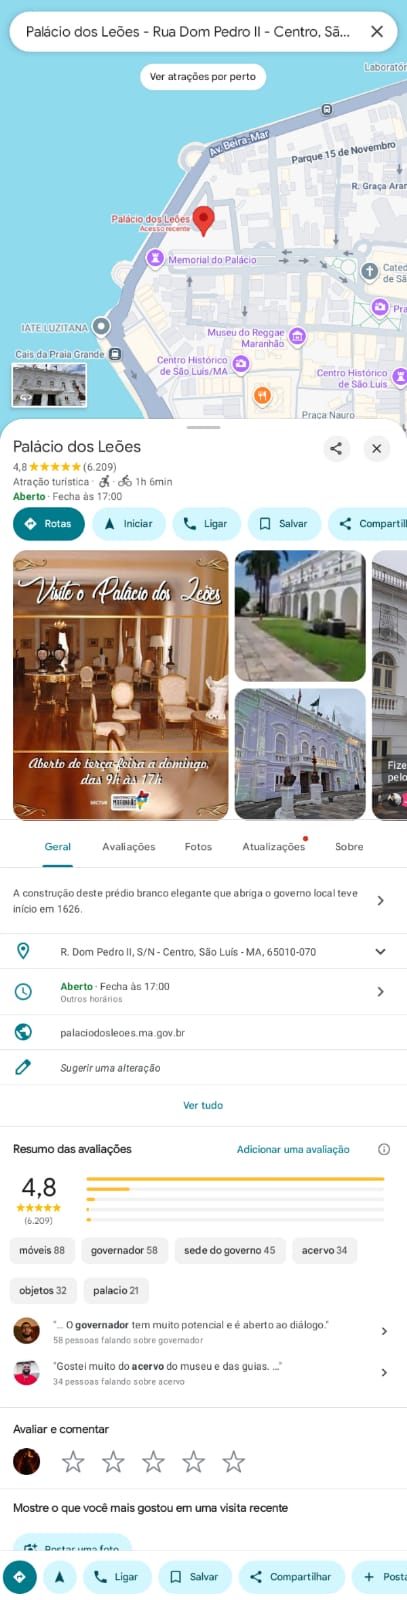 Palácio dos Leões - Rua Dom Pedro II - Centro, Sã...
Ver atrações por perto
Laborató
Av. Beira-Mar
Parque 15 de Novembro
R. Graça Arar
Palácio dos Leões
Acesso recente
Memorial do Palácio
Cated
de Sã
Pra
IATE LUZITANA
Museu do Reggae
Maranhão
Cais da Praia Grande
Centro Histórico
de São Luís/MA
Centro Histórico
de São Luís
Praça Nauro
Palácio dos Leões
4,8 (6.209)
Atração turística · 1h 6min
Aberto · Fecha às 17:00
Rotas
Iniciar
Ligar
Salvar
Compartill
Visite o Palácio dos Leões
Aberto de terça-feira a domingo,
das 9h às 17h
SECTUR
MARANHÃO
Fize
pelo
Geral
Avaliações
Fotos
Atualizações
Sobre
A construção deste prédio branco elegante que abriga o governo local teve
início em 1626.
R. Dom Pedro II, S/N - Centro, São Luís - MA, 65010-070
Aberto · Fecha às 17:00
Outros horários
palaciodosleoes.ma.gov.br
Sugerir uma alteração
Ver tudo
Resumo das avaliações
Adicionar uma avaliação
4,8
(6.209)
móveis 88
governador 58
sede do governo 45
acervo 34
objetos 32
palacio 21
"... O governador tem muito potencial e é aberto ao diálogo."
58 pessoas falando sobre governador
"Gostei muito do acervo do museu e das guias. ..."
34 pessoas falando sobre acervo
Avaliar e comentar
Mostre o que você mais gostou em uma visita recente
Postar uma foto
Ligar
Salvar
Compartilhar
Posta